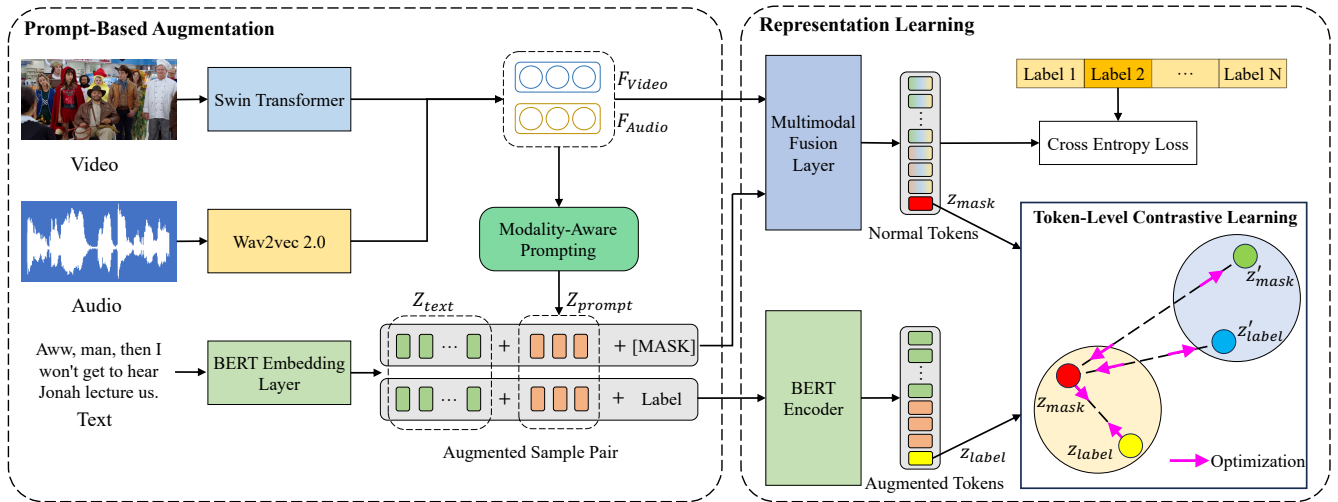 Prompt-Based Augmentation
Video
Swin Transformer
F_Video
F_Audio
Audio
Wav2vec 2.0
Modality-Aware
Prompting
Aww, man, then I
won't get to hear
Jonah lecture us.
Text
BERT Embedding
Layer
Z_text
Z_prompt
··· + + [MASK]
··· + + Label
Augmented Sample Pair
Representation Learning
Multimodal
Fusion
Layer
Label 1 Label 2 ··· Label N
Cross Entropy Loss
z_mask
Normal Tokens
BERT
Encoder
z_label
Augmented Tokens
Token-Level Contrastive Learning
z'_mask
z'_label
z_mask
z_label
Optimization